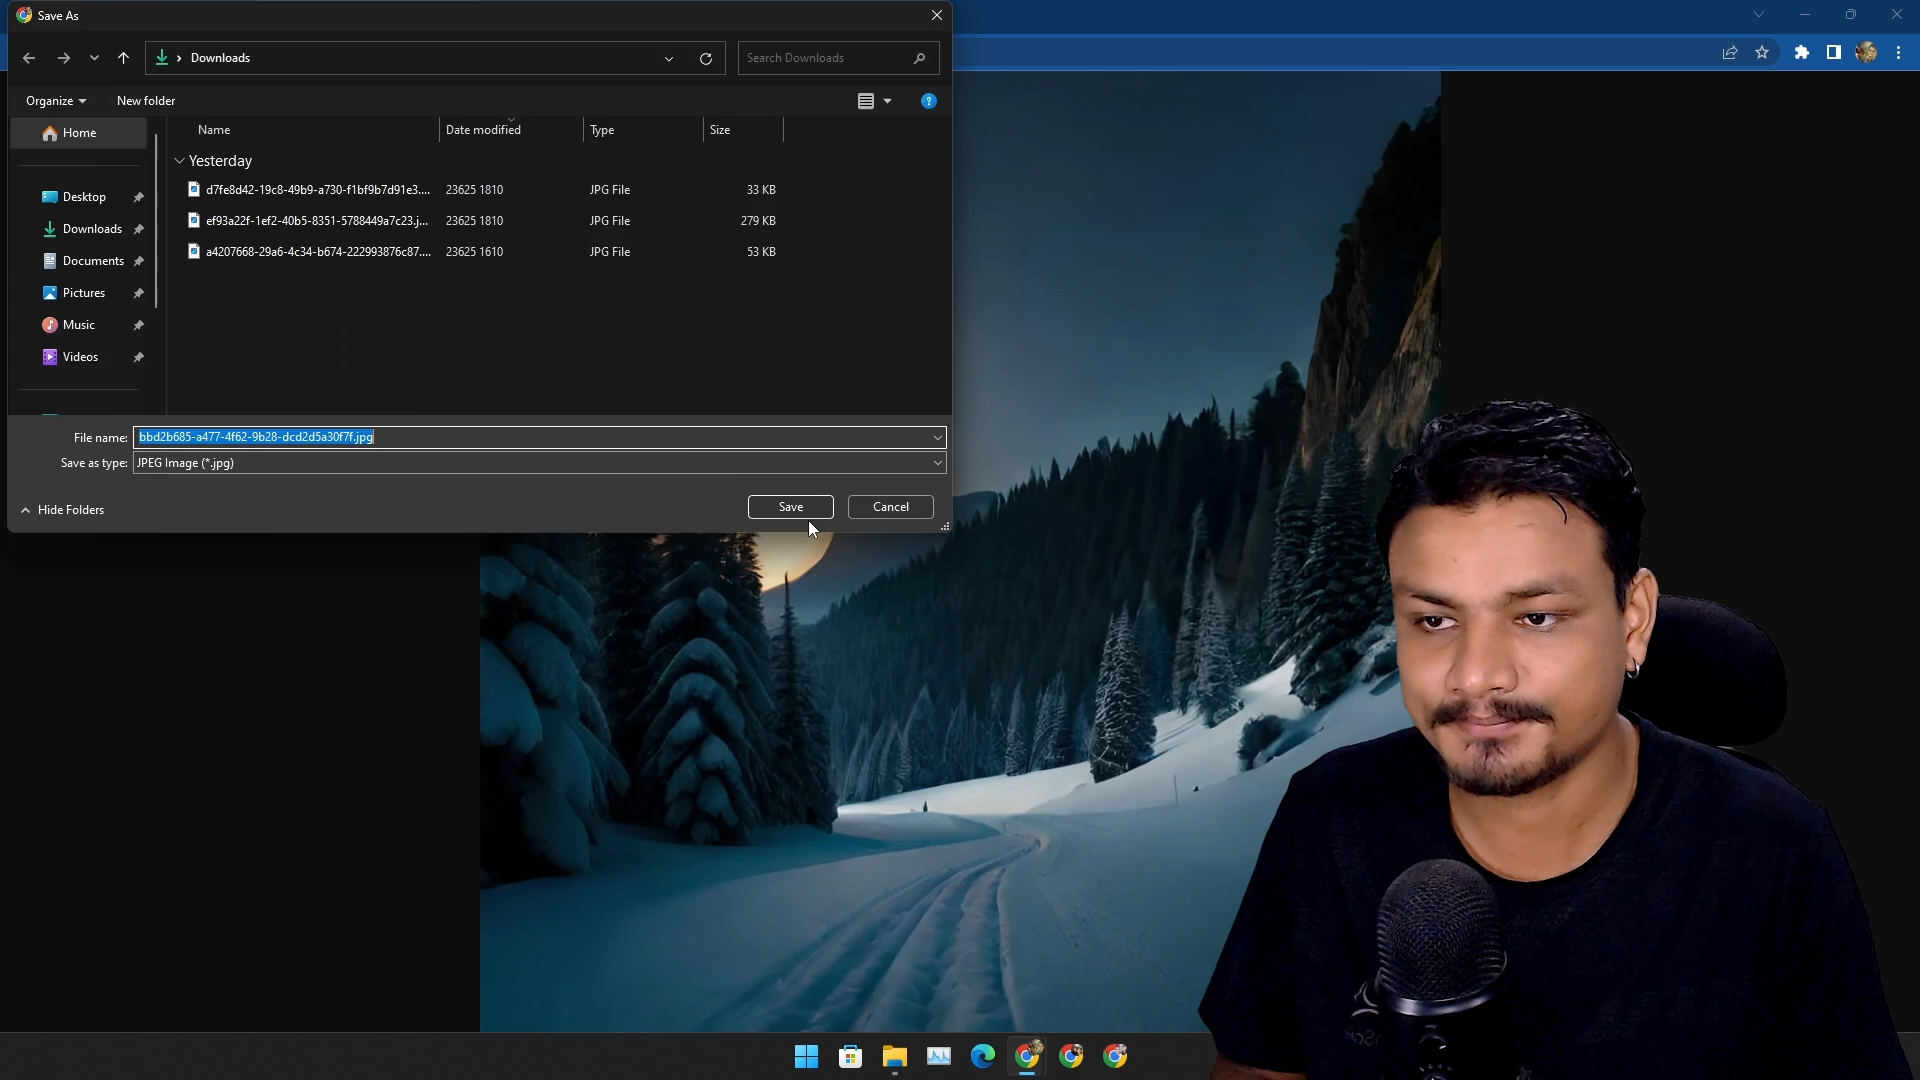 Save As
Downloads
Search Downloads
Organize
New folder
?
Name
Date modified
Type
Size
Home
Yesterday
d7fe8d42-19c8-49b9-a730-f1bf9b7d91e3....
23625 1810
JPG File
33 KB
Desktop
ef93a22f-1ef2-40b5-8351-5788449a7c23.j...
23625 1810
JPG File
279 KB
Downloads
a4207668-29a6-4c34-b674-222993876c87....
23625 1610
JPG File
53 KB
Documents
Pictures
Music
Videos
File name:
bbd2b685-a477-4f62-9b28-dcd2d5a30f7f.jpg
Save as type:
JPEG Image (*.jpg)
Hide Folders
Save
Cancel